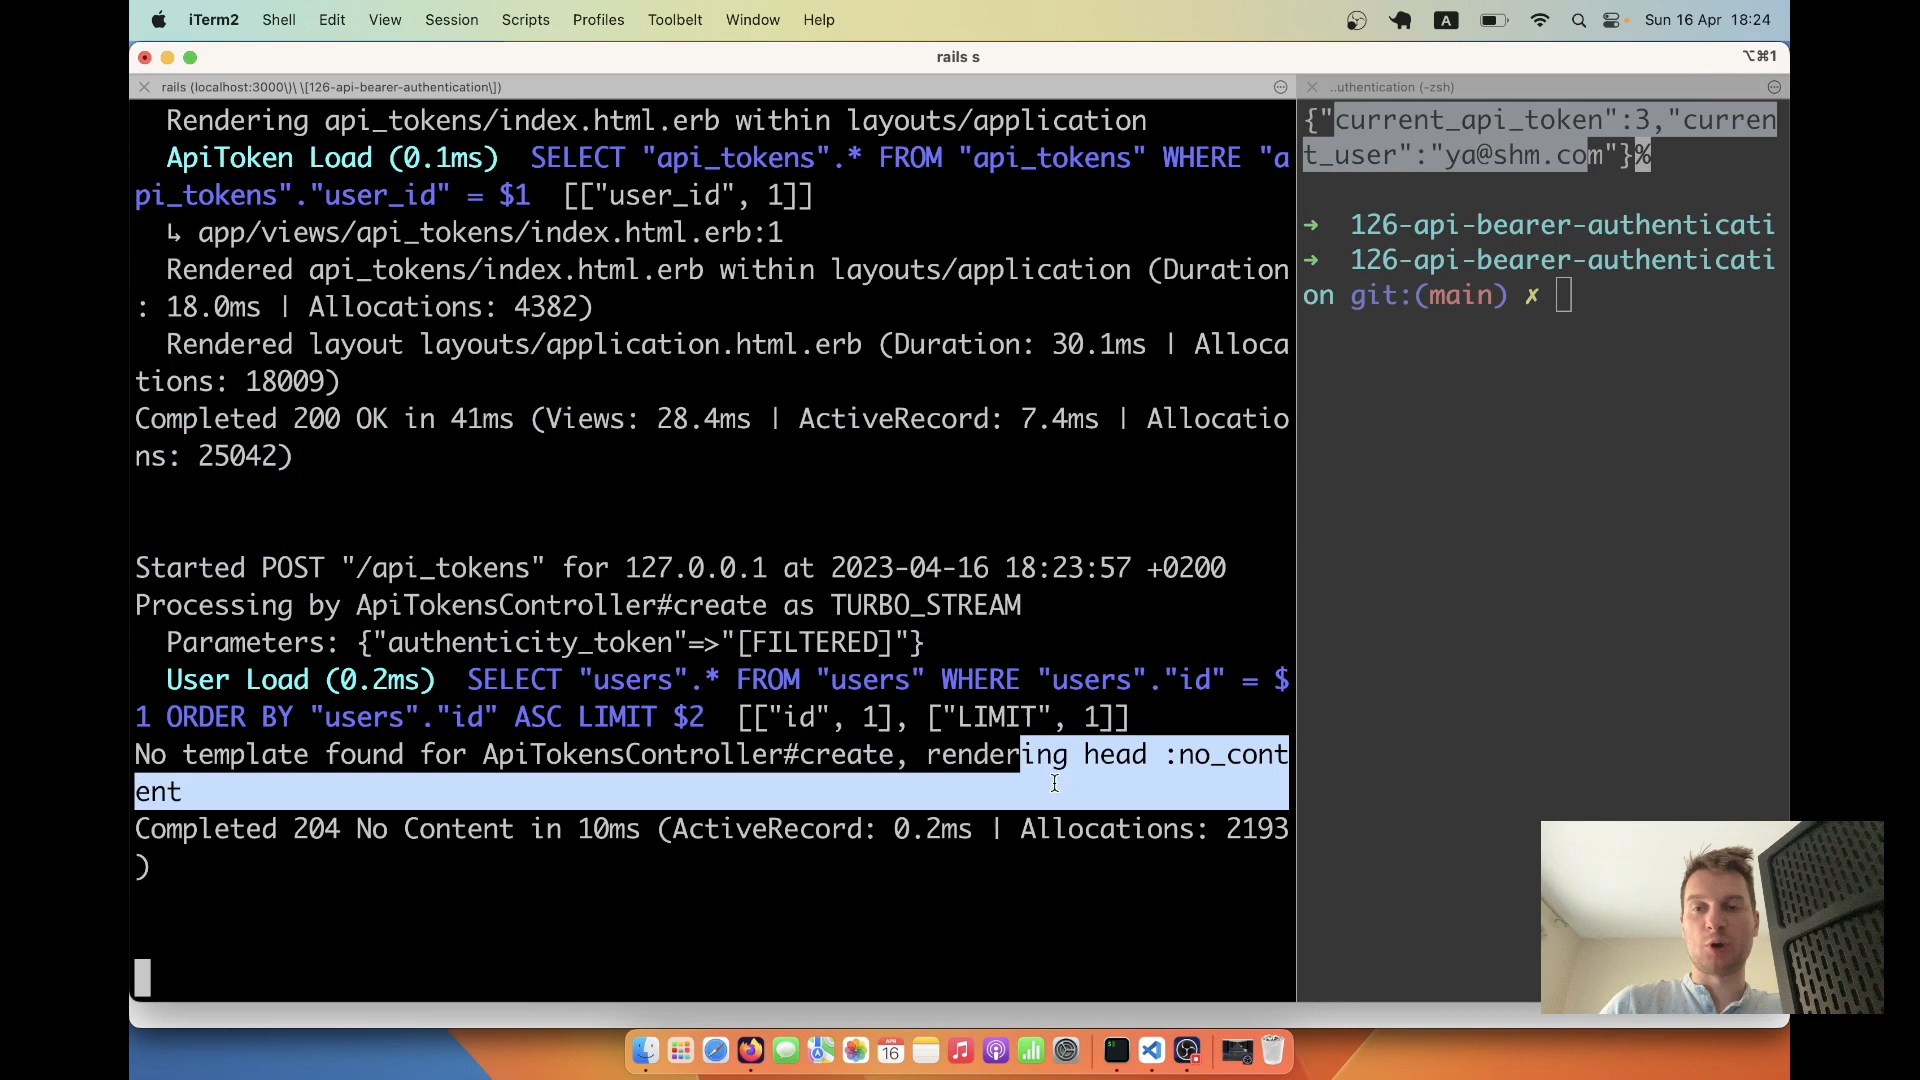 iTerm2 Shell Edit View Session Scripts Profiles Toolbelt Window Help A Sun 16 Apr 18:24
rails s ⌥⌘1
rails (localhost:3000\)\ \[126-api-bearer-authentication\])
Rendering api_tokens/index.html.erb within layouts/application
ApiToken Load (0.1ms) SELECT "api_tokens".* FROM "api_tokens" WHERE "a
pi_tokens"."user_id" = $1 [["user_id", 1]]
↳ app/views/api_tokens/index.html.erb:1
Rendered api_tokens/index.html.erb within layouts/application (Duration
: 18.0ms | Allocations: 4382)
Rendered layout layouts/application.html.erb (Duration: 30.1ms | Alloca
tions: 18009)
Completed 200 OK in 41ms (Views: 28.4ms | ActiveRecord: 7.4ms | Allocatio
ns: 25042)
Started POST "/api_tokens" for 127.0.0.1 at 2023-04-16 18:23:57 +0200
Processing by ApiTokensController#create as TURBO_STREAM
Parameters: {"authenticity_token"=>"[FILTERED]"}
User Load (0.2ms) SELECT "users".* FROM "users" WHERE "users"."id" = $
1 ORDER BY "users"."id" ASC LIMIT $2 [["id", 1], ["LIMIT", 1]]
No template found for ApiTokensController#create, rendering head :no_cont
ent
Completed 204 No Content in 10ms (ActiveRecord: 0.2ms | Allocations: 2193
)
..uthentication (-zsh)
{"current_api_token":3,"curren
t_user":"ya@shm.com"}%
→ 126-api-bearer-authenticati
→ 126-api-bearer-authenticati
on git:(main) ✗
APR
16